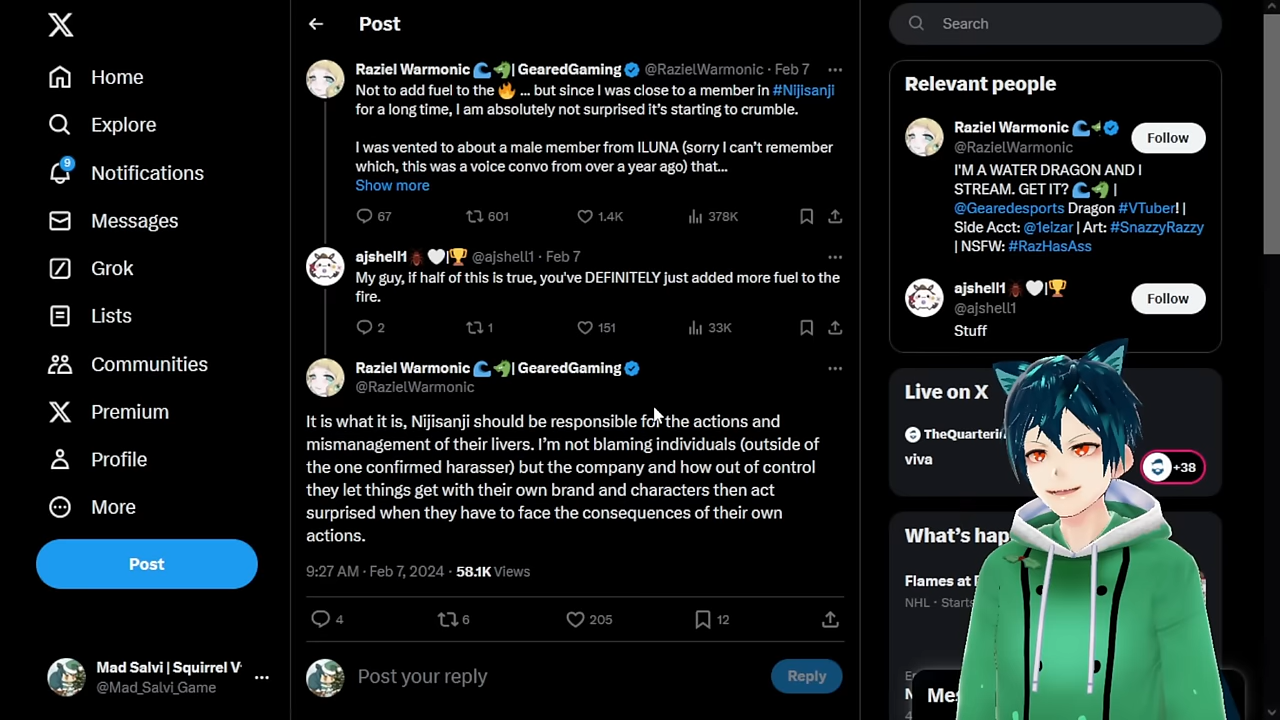 Home
Explore
9
Notifications
Messages
Grok
Lists
Communities
Premium
Profile
More
Post
Mad Salvi | Squirrel V
@Mad_Salvi_Game
Post
Raziel Warmonic 🌊🐲| GearedGaming @RazielWarmonic · Feb 7
Not to add fuel to the 🔥 ... but since I was close to a member in #Nijisanji
for a long time, I am absolutely not surprised it's starting to crumble.
I was vented to about a male member from ILUNA (sorry I can't remember
which, this was a voice convo from over a year ago) that...
Show more
67 601 1.4K 378K
ajshell1🐞🤍|🏆 @ajshell1 · Feb 7
My guy, if half of this is true, you've DEFINITELY just added more fuel to the
fire.
2 1 151 33K
Raziel Warmonic 🌊🐲| GearedGaming
@RazielWarmonic
It is what it is, Nijisanji should be responsible for the actions and
mismanagement of their livers. I'm not blaming individuals (outside of
the one confirmed harasser) but the company and how out of control
they let things get with their own brand and characters then act
surprised when they have to face the consequences of their own
actions.
9:27 AM · Feb 7, 2024 · 58.1K Views
4 6 205 12
Post your reply
Reply
Search
Relevant people
Raziel Warmonic 🌊🐲
@RazielWarmonic
Follow
I'M A WATER DRAGON AND I
STREAM. GET IT? 🌊🐲 |
@Gearedesports Dragon #VTuber! |
Side Acct: @1eizar | Art: #SnazzyRazzy
| NSFW: #RazHasAss
ajshell1🐞🤍|🏆
@ajshell1
Follow
Stuff
Live on X
viva
+38
What's hap
Flames at
NHL · Starts
Mes